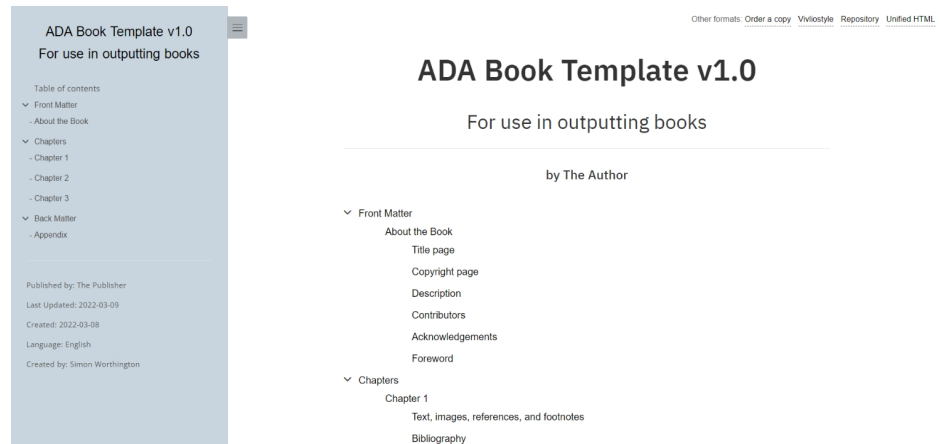 ADA Book Template v1.0
For use in outputting books
Table of contents
Front Matter
- About the Book
Chapters
- Chapter 1
- Chapter 2
- Chapter 3
Back Matter
- Appendix
Published by: The Publisher
Last Updated: 2022-03-09
Created: 2022-03-08
Language: English
Created by: Simon Worthington
Other formats: Order a copy Vivliostyle Repository Unified HTML
ADA Book Template v1.0
For use in outputting books
by The Author
Front Matter
About the Book
Title page
Copyright page
Description
Contributors
Acknowledgements
Foreword
Chapters
Chapter 1
Text, images, references, and footnotes
Bibliography